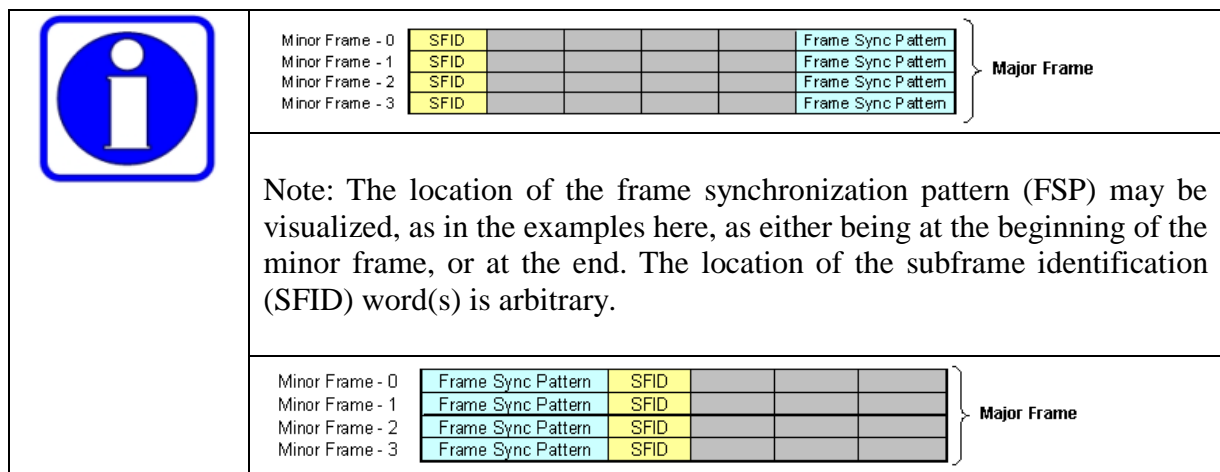 Minor Frame - 0 SFID Frame Sync Pattern
Minor Frame - 1 SFID Frame Sync Pattern
Minor Frame - 2 SFID Frame Sync Pattern
Minor Frame - 3 SFID Frame Sync Pattern
Major Frame
Note: The location of the frame synchronization pattern (FSP) may be
visualized, as in the examples here, as either being at the beginning of the
minor frame, or at the end. The location of the subframe identification
(SFID) word(s) is arbitrary.
Minor Frame - 0 Frame Sync Pattern SFID
Minor Frame - 1 Frame Sync Pattern SFID
Minor Frame - 2 Frame Sync Pattern SFID
Minor Frame - 3 Frame Sync Pattern SFID
Major Frame